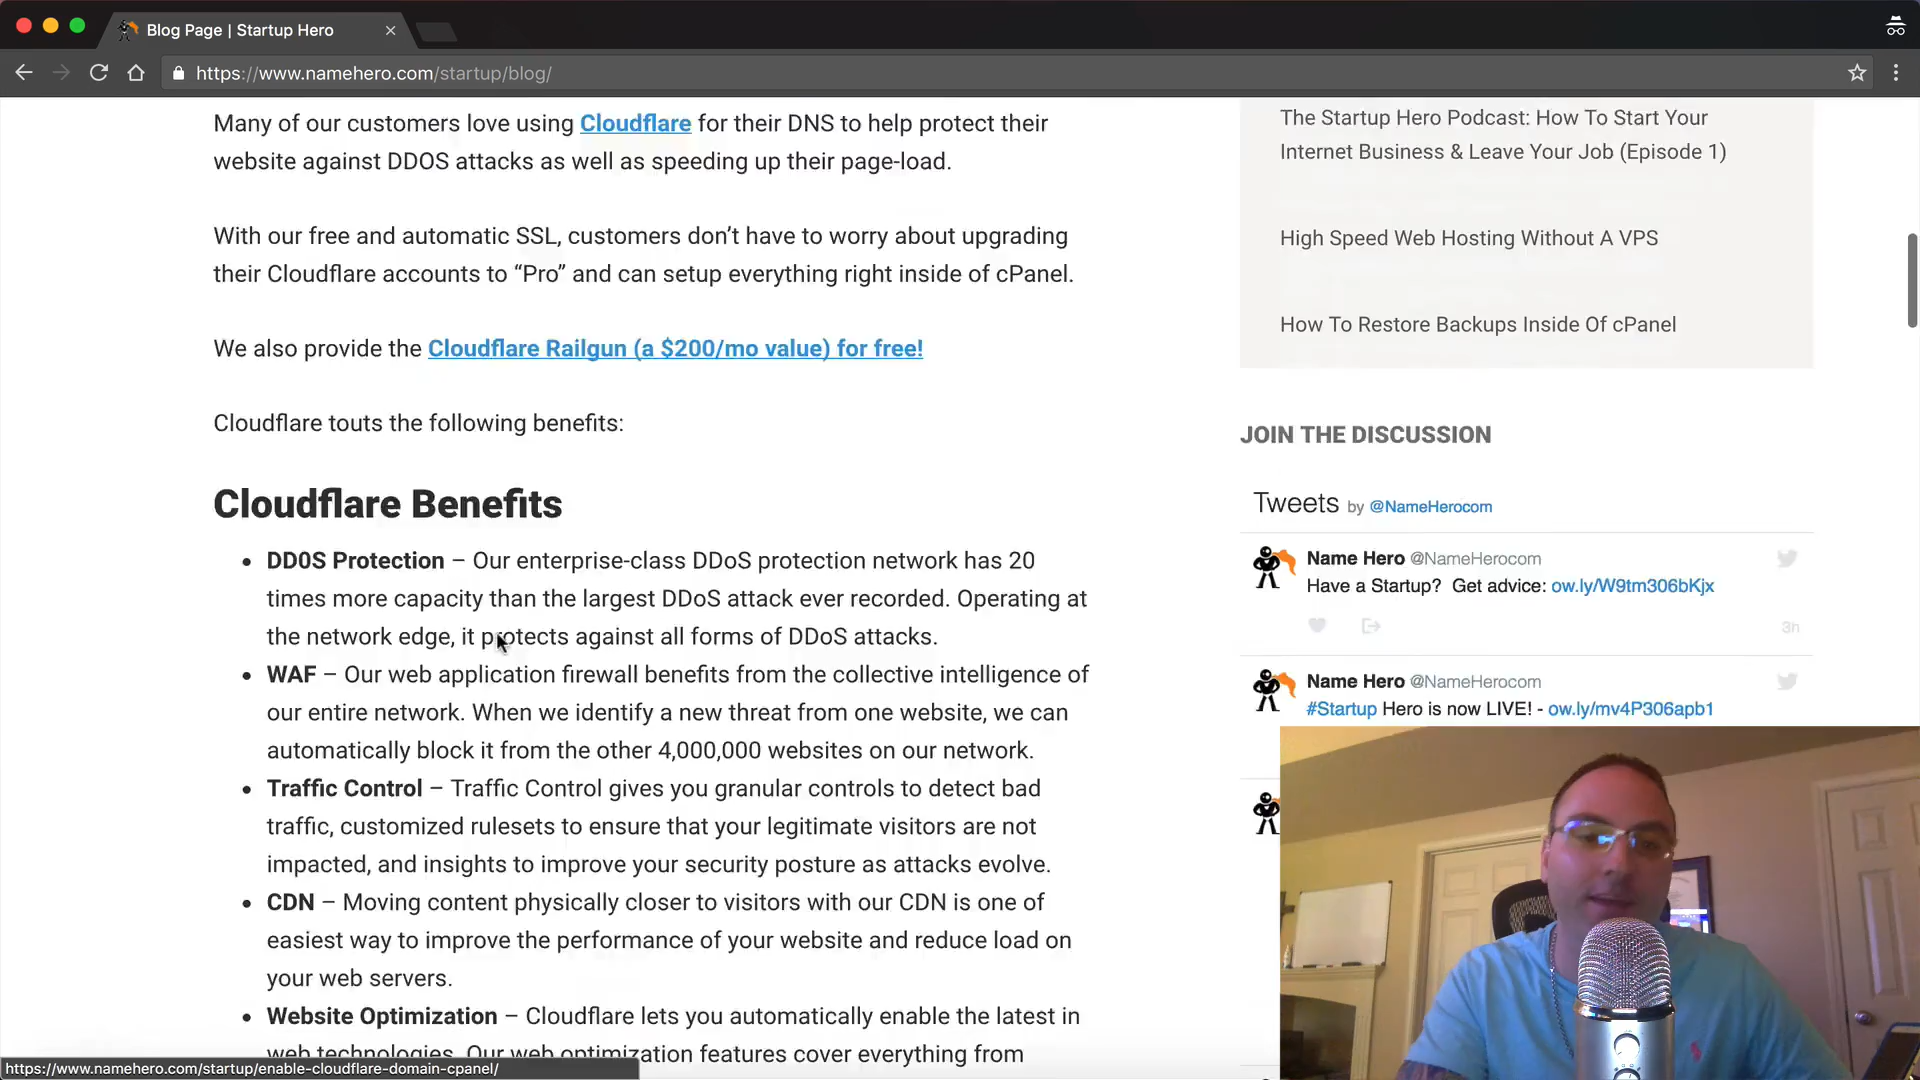 Blog Page | Startup Hero
https://www.namehero.com/startup/blog/
Many of our customers love using Cloudflare for their DNS to help protect their
website against DDOS attacks as well as speeding up their page-load.
With our free and automatic SSL, customers don’t have to worry about upgrading
their Cloudflare accounts to “Pro” and can setup everything right inside of cPanel.
We also provide the Cloudflare Railgun (a $200/mo value) for free!
Cloudflare touts the following benefits:
Cloudflare Benefits
• DD0S Protection – Our enterprise-class DDoS protection network has 20
times more capacity than the largest DDoS attack ever recorded. Operating at
the network edge, it protects against all forms of DDoS attacks.
• WAF – Our web application firewall benefits from the collective intelligence of
our entire network. When we identify a new threat from one website, we can
automatically block it from the other 4,000,000 websites on our network.
• Traffic Control – Traffic Control gives you granular controls to detect bad
traffic, customized rulesets to ensure that your legitimate visitors are not
impacted, and insights to improve your security posture as attacks evolve.
• CDN – Moving content physically closer to visitors with our CDN is one of
easiest way to improve the performance of your website and reduce load on
your web servers.
• Website Optimization – Cloudflare lets you automatically enable the latest in
web technologies. Our web optimization features cover everything from
https://www.namehero.com/startup/enable-cloudflare-domain-cpanel/
The Startup Hero Podcast: How To Start Your
Internet Business & Leave Your Job (Episode 1)
High Speed Web Hosting Without A VPS
How To Restore Backups Inside Of cPanel
JOIN THE DISCUSSION
Tweets by @NameHerocom
Name Hero @NameHerocom
Have a Startup? Get advice: ow.ly/W9tm306bKjx
3h
Name Hero @NameHerocom
#Startup Hero is now LIVE! - ow.ly/mv4P306apb1